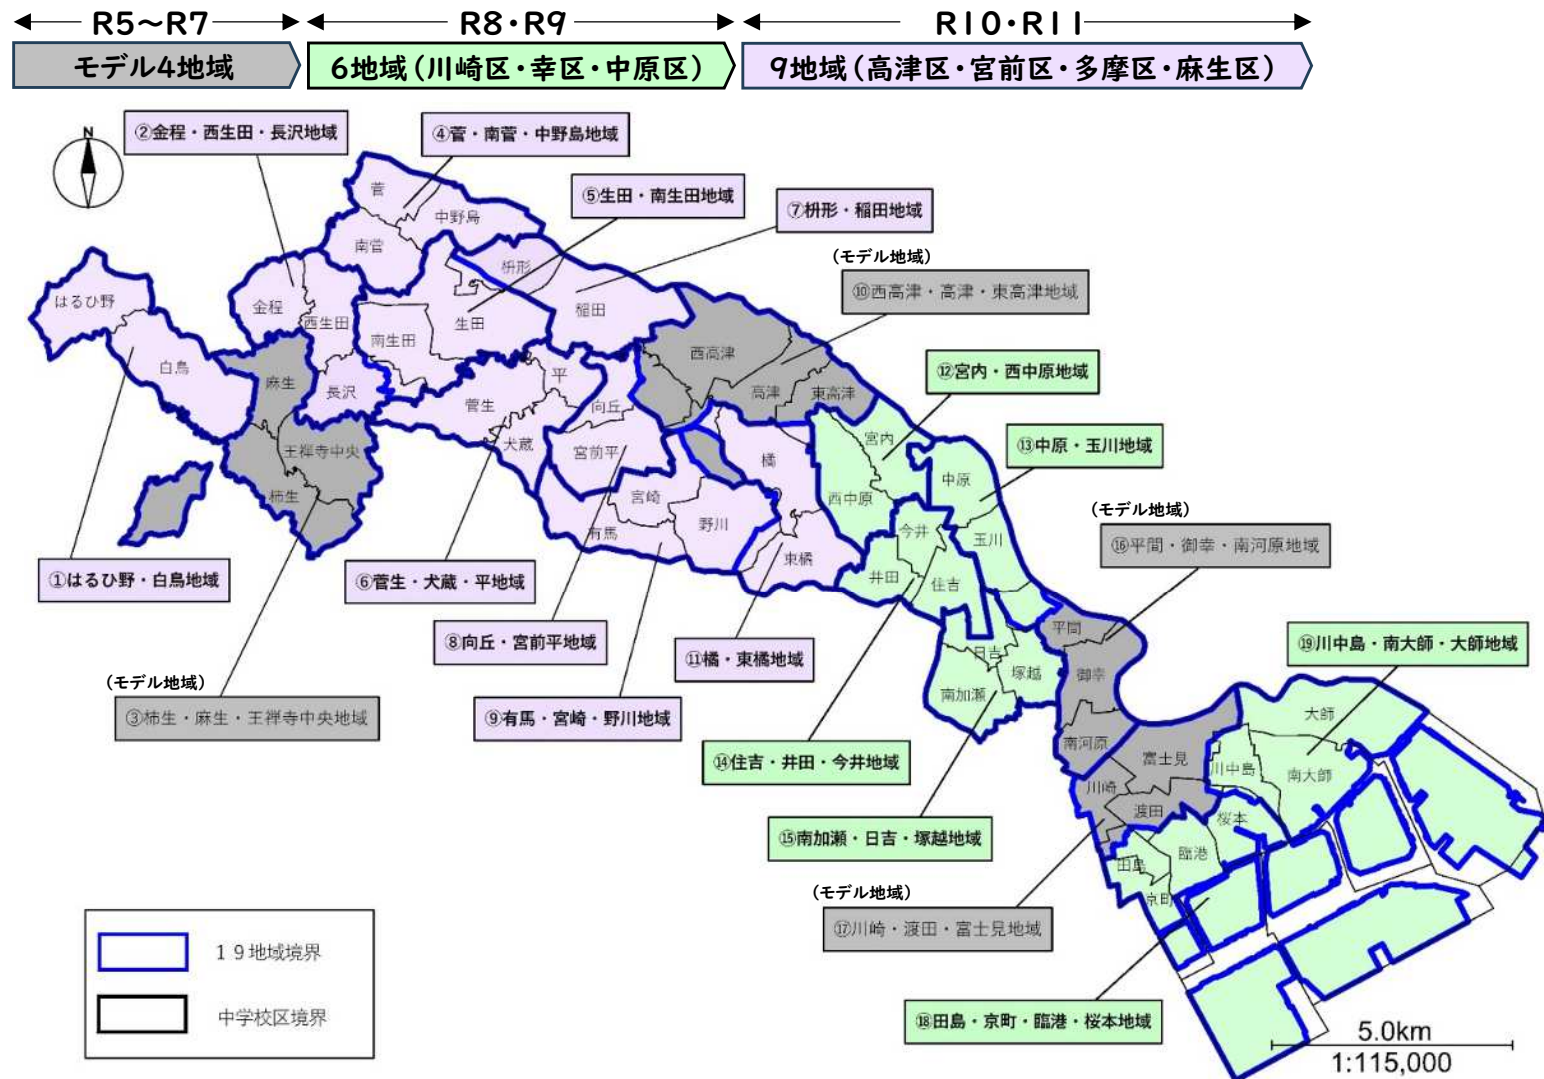 R5～R7
R8・R9
R10・R11
モデル4地域
6地域（川崎区・幸区・中原区）
9地域（高津区・宮前区・多摩区・麻生区）
N
②金程・西生田・長沢地域
④菅・南菅・中野島地域
⑤生田・南生田地域
⑦枡形・稲田地域
(モデル地域)
⑩西高津・高津・東高津地域
⑫宮内・西中原地域
⑬中原・玉川地域
(モデル地域)
⑯平間・御幸・南河原地域
⑲川中島・南大師・大師地域
①はるひ野・白鳥地域
⑥菅生・犬蔵・平地域
⑧向丘・宮前平地域
⑪橘・東橘地域
(モデル地域)
③柿生・麻生・王禅寺中央地域
⑨有馬・宮崎・野川地域
⑭住吉・井田・今井地域
⑮南加瀬・日吉・塚越地域
(モデル地域)
⑰川崎・渡田・富士見地域
⑱田島・京町・臨港・桜本地域
菅
中野島
南菅
枡形
はるひ野
金程
西生田
稲田
生田
南生田
白鳥
麻生
長沢
西高津
平
高津
東高津
菅生
向丘
犬蔵
宮前平
王禅寺中央
柿生
橘
宮内
中原
西中原
宮崎
野川
有馬
東橘
今井
玉川
井田
住吉
平間
日吉
塚越
御幸
南加瀬
南河原
大師
富士見
川中島
南大師
川崎
渡田
桜本
臨港
田島
京町
19地域境界
中学校区境界
5.0km
1:115,000